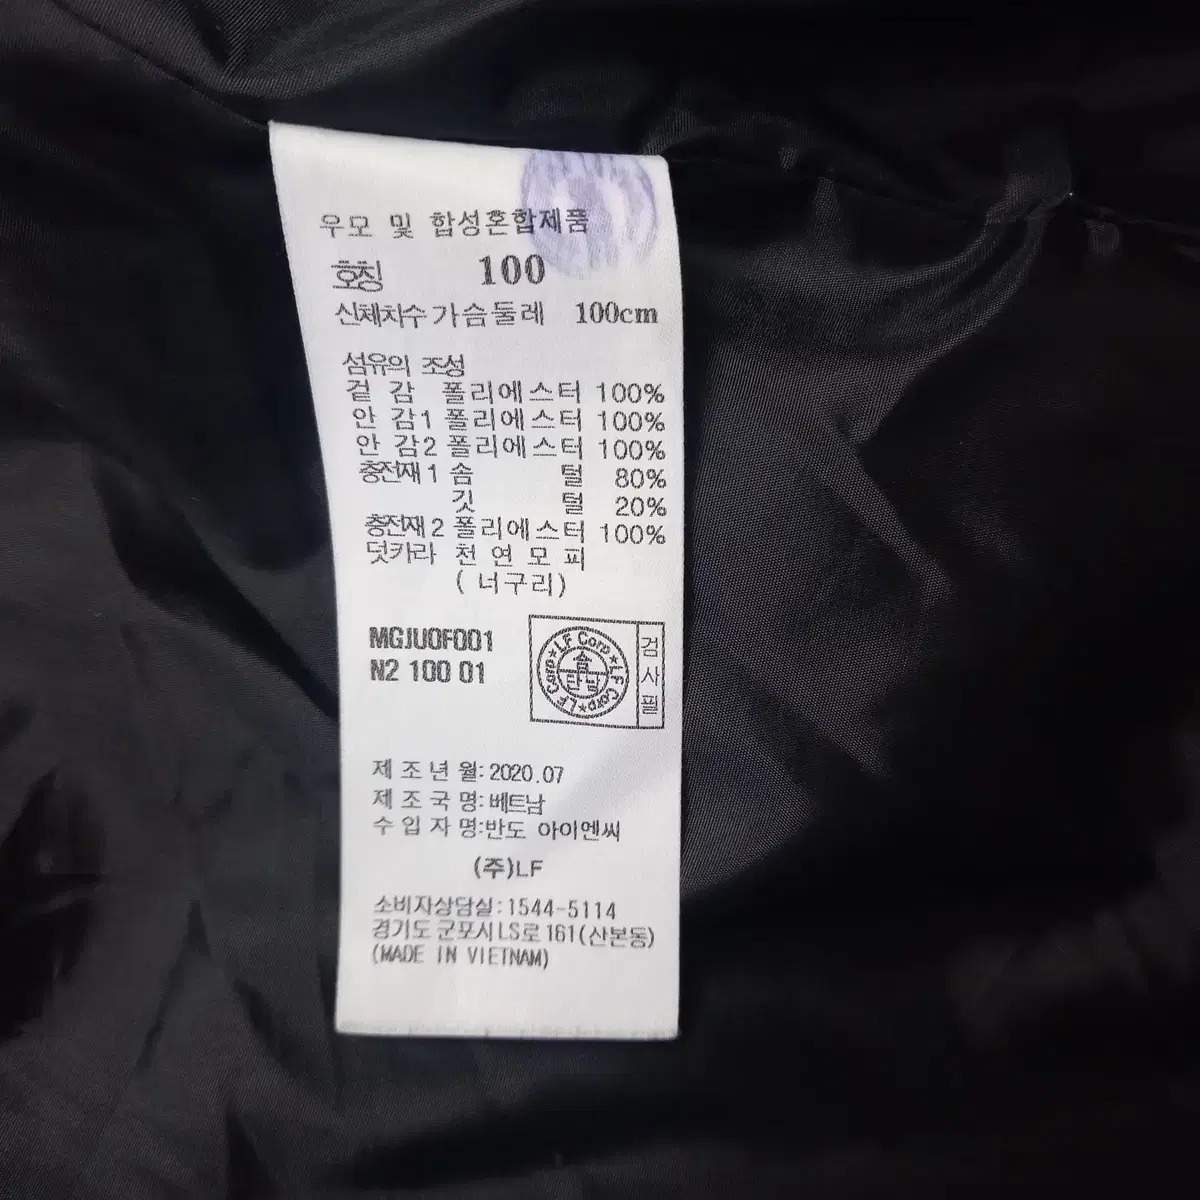 우모 및 합성혼합제품
호칭 100
신체치수 가슴둘레 100cm
섬유의 조성
겉 감 폴리에스터 100%
안 감1 폴리에스터 100%
안 감2 폴리에스터 100%
충전재1 솜 털 80%
깃 털 20%
충전재2 폴리에스터 100%
덧카라 천 연 모 피
( 너구리)
MGJU0F001
N2 100 01
LF Corp★LF Corp★LF Corp★
검사필
제 조 년 월: 2020.07
제 조 국 명: 베트남
수 입 자 명:반도 아이엔씨
(주)LF
소비자상담실:1544-5114
경기도 군포시 LS로 161(산본동)
(MADE IN VIETNAM)